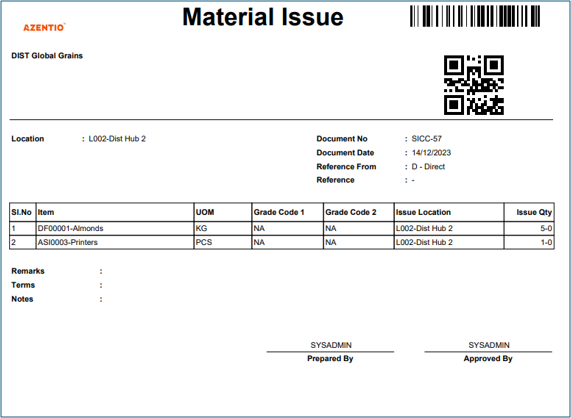 Material Issue
AZENTIO
DIST Global Grains
Location : L002-Dist Hub 2
Document No : SICC-57
Document Date : 14/12/2023
Reference From : D - Direct
Reference : -
Sl.No Item UOM Grade Code 1 Grade Code 2 Issue Location Issue Qty
1 DF00001-Almonds KG NA NA L002-Dist Hub 2 5-0
2 ASI0003-Printers PCS NA NA L002-Dist Hub 2 1-0
Remarks :
Terms :
Notes :
SYSADMIN SYSADMIN
Prepared By Approved By